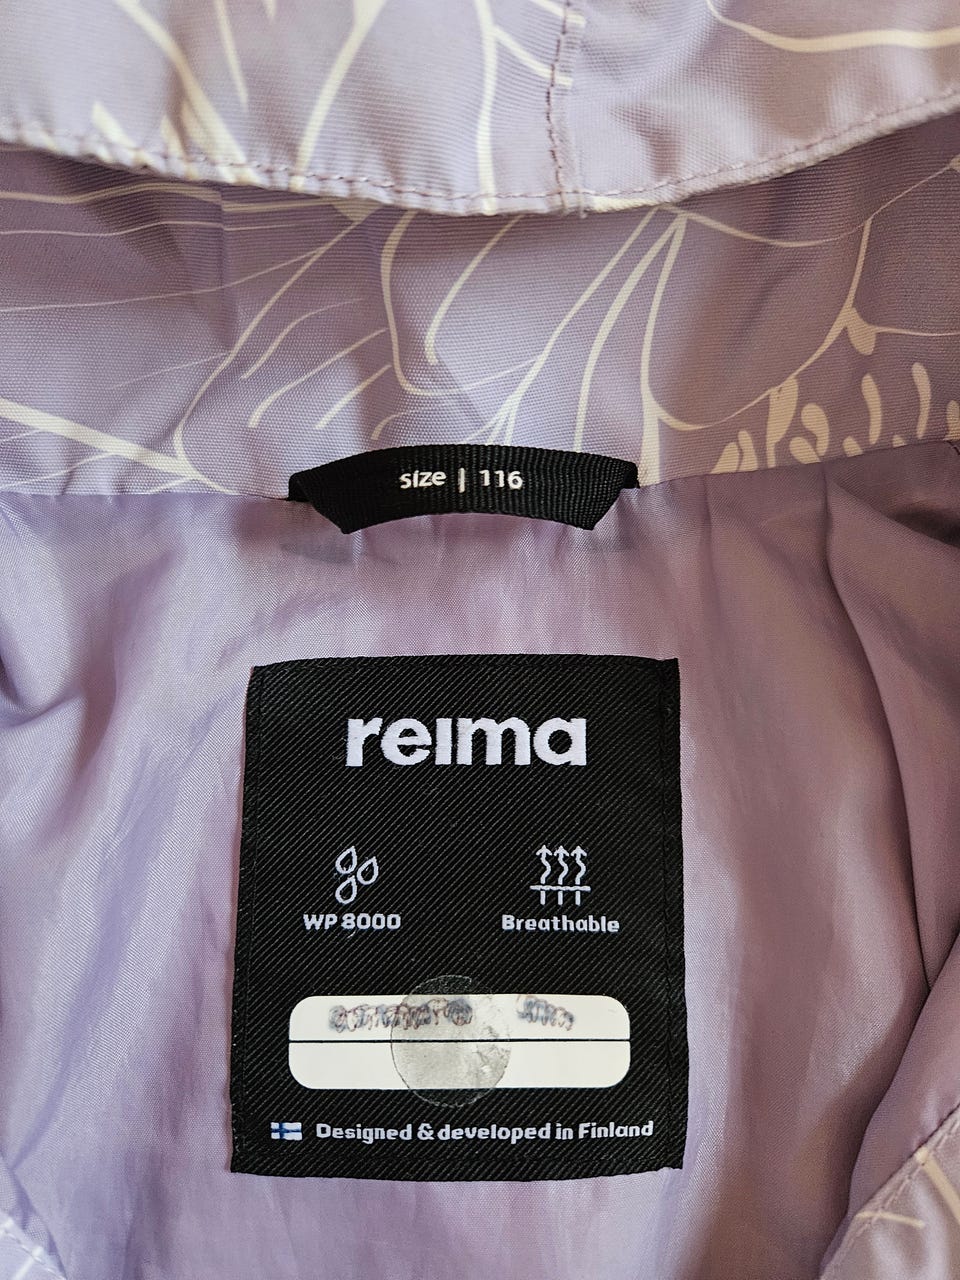 size | 116
reima
WP 8000
Breathable
Designed & developed in Finland